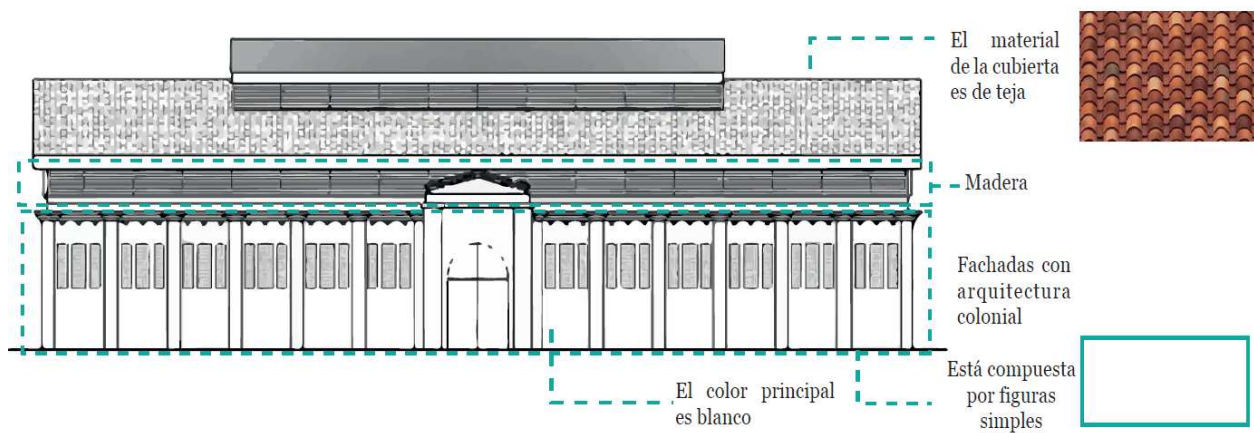 El material
de la cubierta
es de teja
Madera
Fachadas con
arquitectura
colonial
El color principal
es blanco
Está compuesta
por figuras
simples